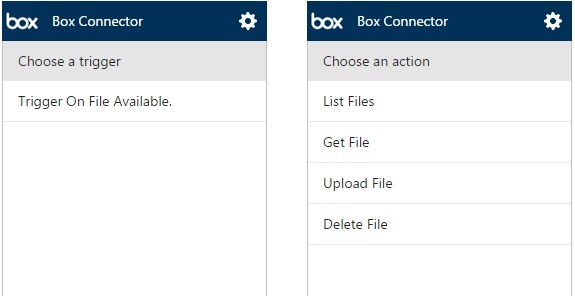 box Box Connector
Choose a trigger
Trigger On File Available.
box Box Connector
Choose an action
List Files
Get File
Upload File
Delete File